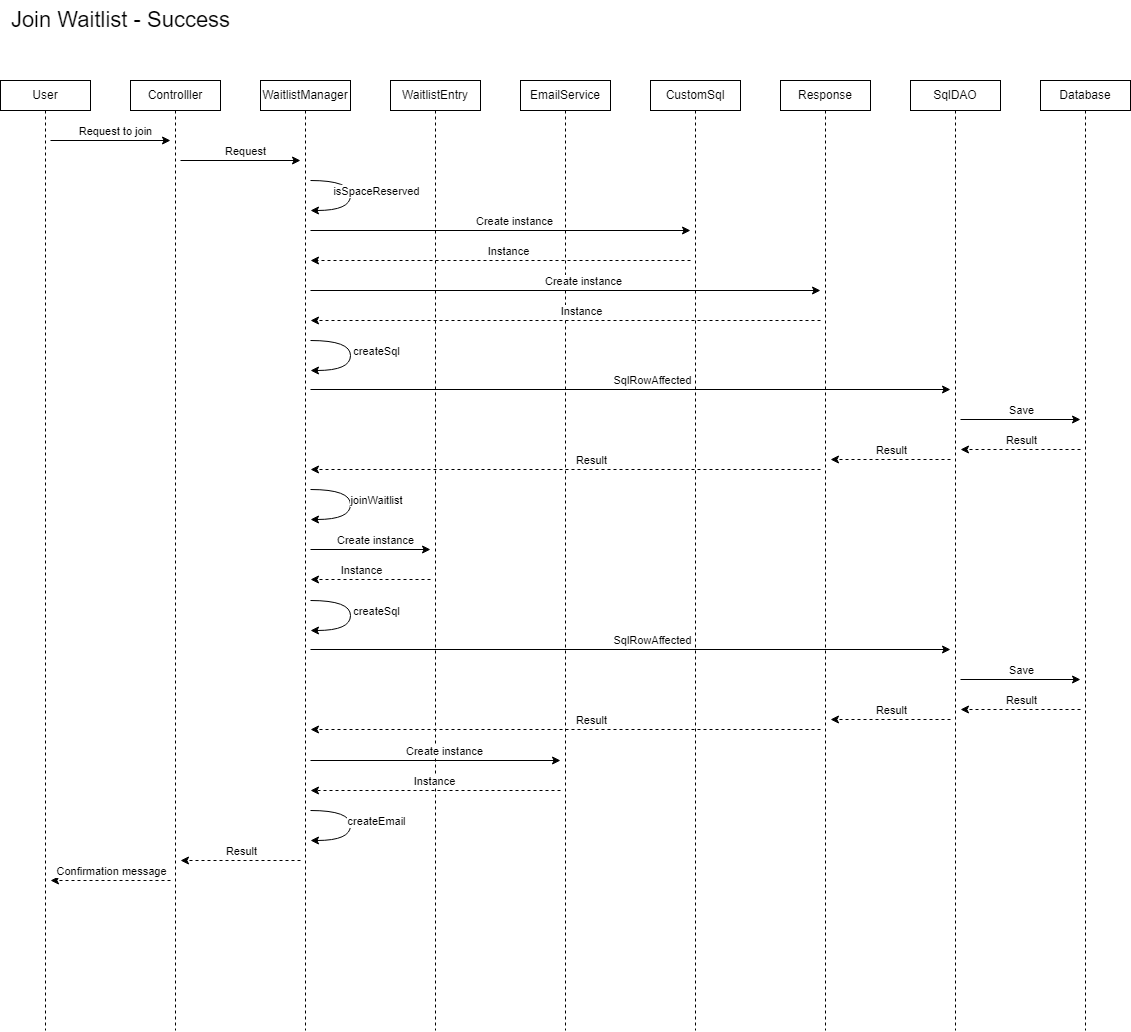 Join Waitlist - Success
User
Controlller
WaitlistManager
WaitlistEntry
EmailService
CustomSql
Response
SqlDAO
Database
Request to join
Request
isSpaceReserved
Create instance
Instance
Create instance
Instance
createSql
SqlRowAffected
Save
Result
Result
Result
joinWaitlist
Create instance
Instance
createSql
SqlRowAffected
Save
Result
Result
Result
Create instance
Instance
createEmail
Result
Confirmation message